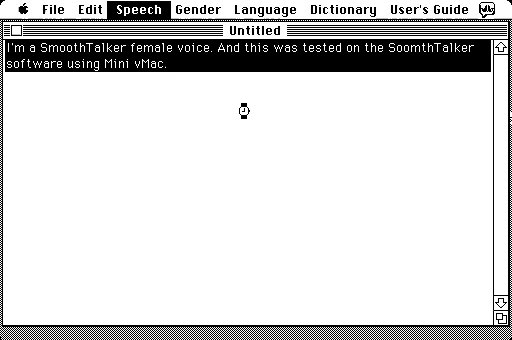 File Edit Speech Gender Language Dictionary User's Guide
Untitled
I'm a SmoothTalker female voice. And this was tested on the SoomthTalker
software using Mini vMac.